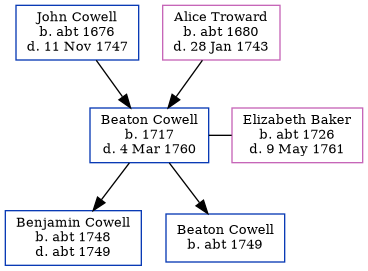 John Cowell
b. abt 1676
d. 11 Nov 1747
Alice Troward
b. abt 1680
d. 28 Jan 1743
Beaton Cowell
b. 1717
d. 4 Mar 1760
Elizabeth Baker
b. abt 1726
d. 9 May 1761
Benjamin Cowell
b. abt 1748
d. abt 1749
Beaton Cowell
b. abt 1749